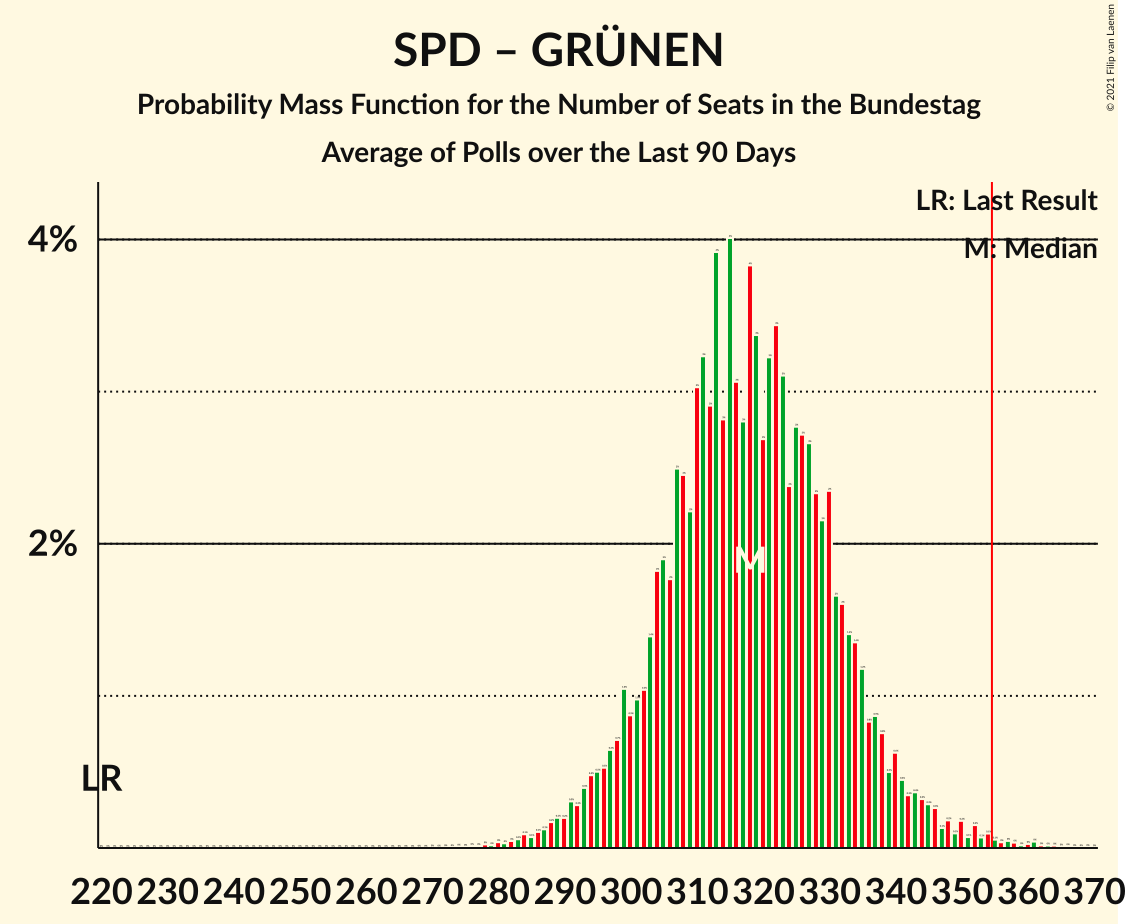 SPD – GRÜNEN
Probability Mass Function for the Number of Seats in the Bundestag
Average of Polls over the Last 90 Days
© 2021 Filip van Laenen
LR: Last Result
M: Median
4%
2%
M
LR
220 230 240 250 260 270 280 290 300 310 320 330 340 350 360 370